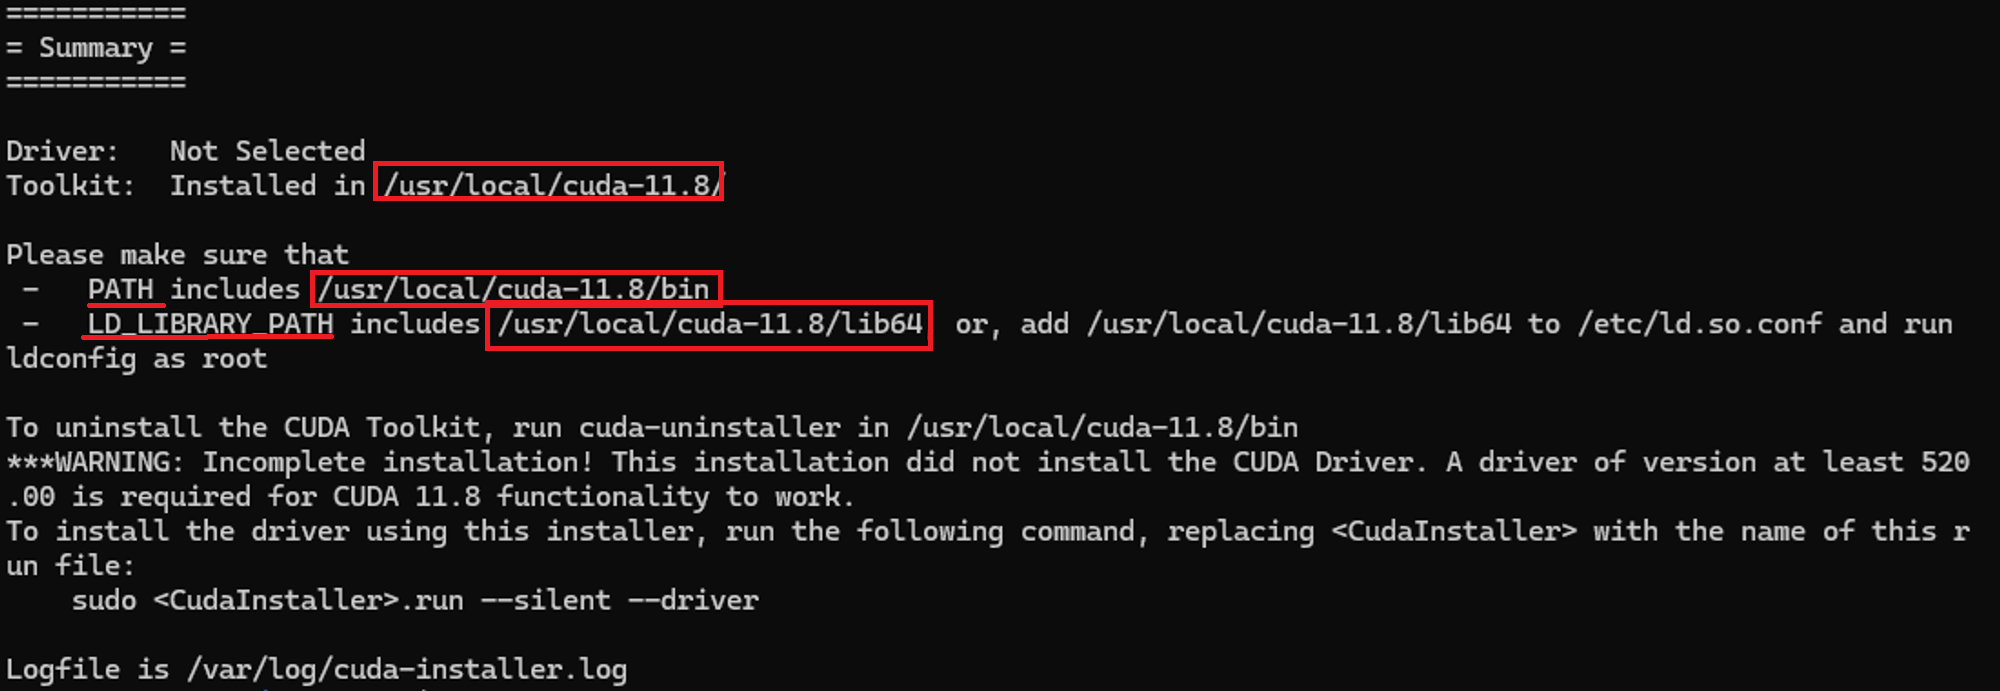 ===========
= Summary =
===========
Driver:   Not Selected
Toolkit:  Installed in /usr/local/cuda-11.8/
Please make sure that
 -   PATH includes /usr/local/cuda-11.8/bin
 -   LD_LIBRARY_PATH includes /usr/local/cuda-11.8/lib64, or, add /usr/local/cuda-11.8/lib64 to /etc/ld.so.conf and run
ldconfig as root
To uninstall the CUDA Toolkit, run cuda-uninstaller in /usr/local/cuda-11.8/bin
***WARNING: Incomplete installation! This installation did not install the CUDA Driver. A driver of version at least 520
.00 is required for CUDA 11.8 functionality to work.
To install the driver using this installer, run the following command, replacing <CudaInstaller> with the name of this r
un file:
    sudo <CudaInstaller>.run --silent --driver
Logfile is /var/log/cuda-installer.log